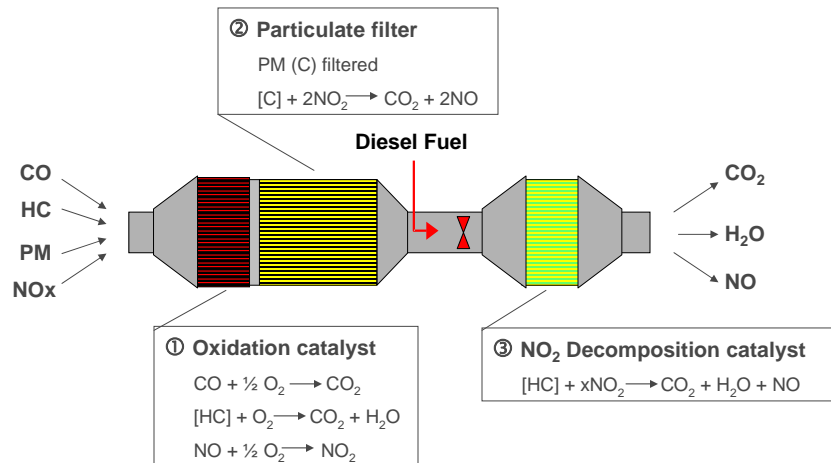 ② Particulate filter
PM (C) filtered
[C] + 2NO₂ → CO₂ + 2NO
Diesel Fuel
CO
HC
PM
NOx
CO₂
H₂O
NO
① Oxidation catalyst
CO + ½ O₂ → CO₂
[HC] + O₂ → CO₂ + H₂O
NO + ½ O₂ → NO₂
③ NO₂ Decomposition catalyst
[HC] + xNO₂ → CO₂ + H₂O + NO